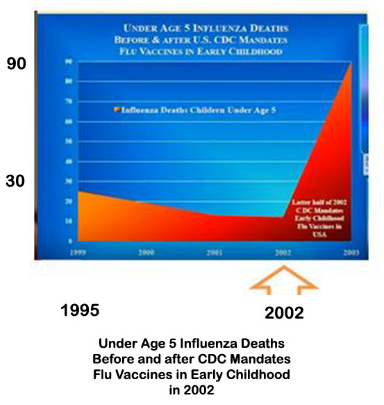 UNDER AGE 5 INFLUENZA DEATHS
BEFORE & AFTER U.S. CDC MANDATES
FLU VACCINES IN EARLY CHILDHOOD
90
30
90
80
70
60
50
40
30
20
10
0
Influenza Deaths Children Under Age 5
Latter half of 2002
CDC Mandates
Early Childhood
Flu Vaccines in
USA
1999
2000
2001
2002
2003
1995
2002
Under Age 5 Influenza Deaths
Before and after CDC Mandates
Flu Vaccines in Early Childhood
in 2002